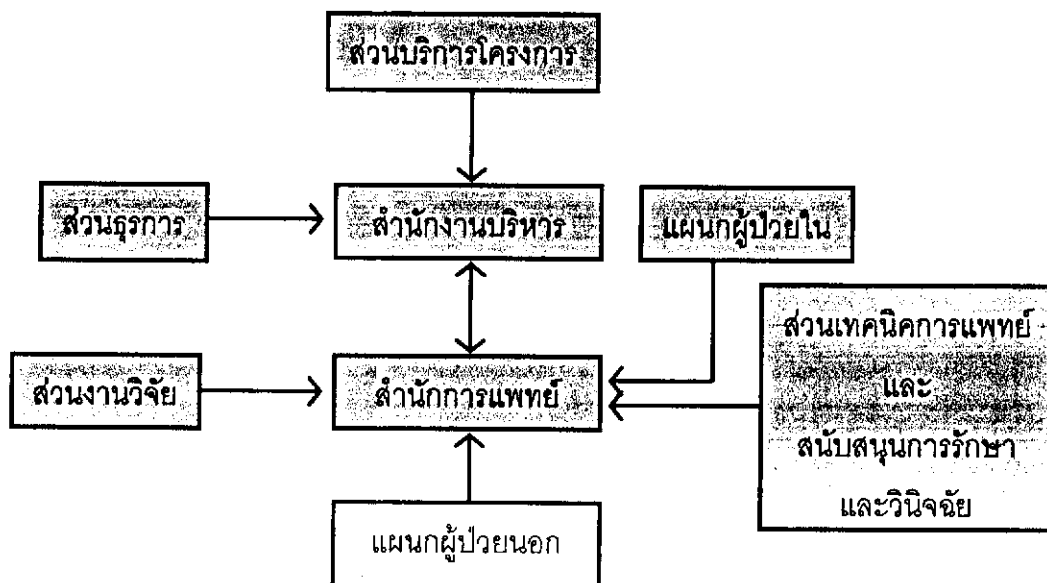 ส่วนบริการโครงการ
ส่วนธุรการ
สำนักงานบริหาร
แผนกผู้ป่วยใน
ส่วนเทคนิคการแพทย์
และ
สนับสนุนการรักษา
และวินิจฉัย
ส่วนงานวิจัย
สำนักการแพทย์
แผนกผู้ป่วยนอก